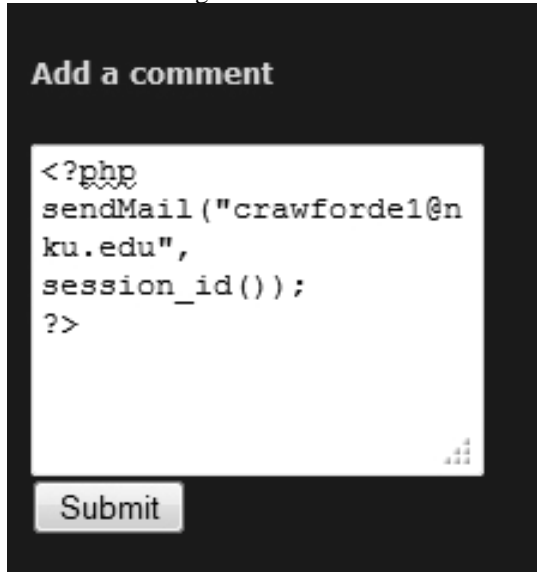 Add a comment
<?php
sendMail("crawforde1@n
ku.edu",
session_id());
?>
Submit